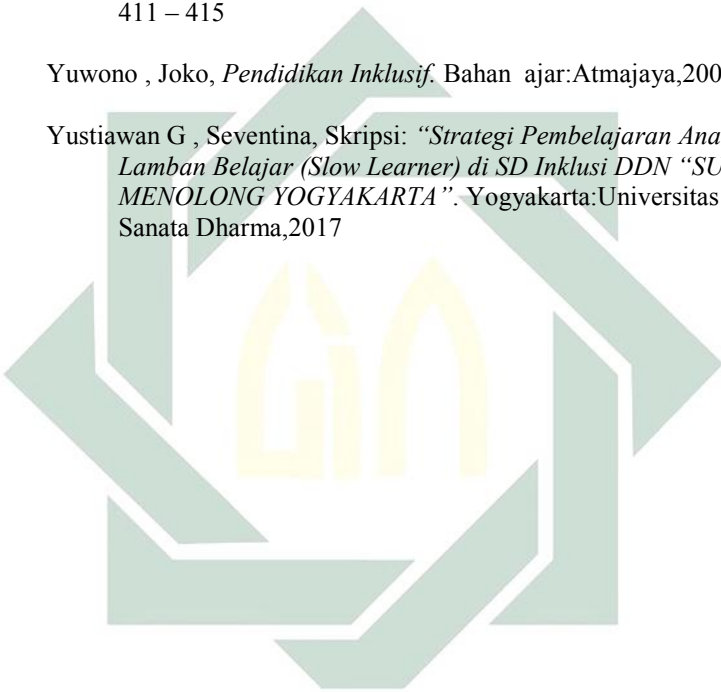 411 – 415
Yuwono , Joko, Pendidikan Inklusif. Bahan ajar:Atmajaya,200
Yustiawan G , Seventina, Skripsi: “Strategi Pembelajaran Ana
Lamban Belajar (Slow Learner) di SD Inklusi DDN “SU
MENOLONG YOGYAKARTA”. Yogyakarta:Universitas
Sanata Dharma,2017